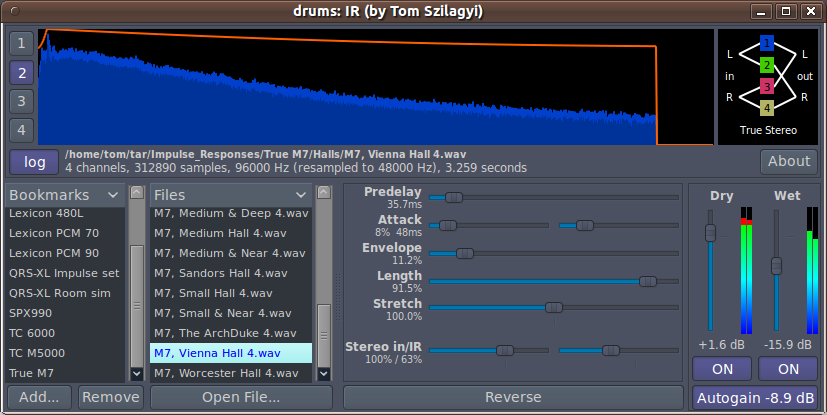 drums: IR (by Tom Szilagyi)
1
2
3
4
L
in
R
1
2
3
4
L
out
R
True Stereo
log
/home/tom/tar/Impulse_Responses/True M7/Halls/M7, Vienna Hall 4.wav
4 channels, 312890 samples, 96000 Hz (resampled to 48000 Hz), 3.259 seconds
About
Bookmarks
Lexicon 480L
Lexicon PCM 70
Lexicon PCM 90
QRS-XL Impulse set
QRS-XL Room sim
SPX990
TC 6000
TC M5000
True M7
Add...
Remove
Files
M7, Medium & Deep 4.wav
M7, Medium Hall 4.wav
M7, Medium & Near 4.wav
M7, Sandors Hall 4.wav
M7, Small Hall 4.wav
M7, Small & Near 4.wav
M7, The ArchDuke 4.wav
M7, Vienna Hall 4.wav
M7, Worcester Hall 4.wav
Open File...
Predelay
35.7ms
Attack
8% 48ms
Envelope
11.2%
Length
91.5%
Stretch
100.0%
Stereo in/IR
100% / 63%
Reverse
Dry
Wet
+1.6 dB
-15.9 dB
ON
ON
Autogain -8.9 dB